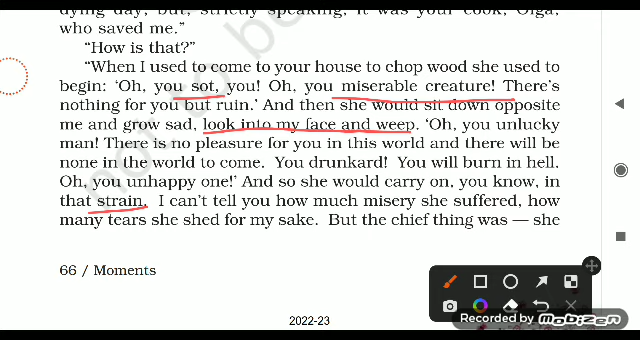 dying day, but, strictly speaking, it was your cook, Olga,
who saved me.”
“How is that?”
“When I used to come to your house to chop wood she used to
begin: ‘Oh, you sot, you! Oh, you miserable creature! There’s
nothing for you but ruin.’ And then she would sit down opposite
me and grow sad, look into my face and weep. ‘Oh, you unlucky
man! There is no pleasure for you in this world and there will be
none in the world to come. You drunkard! You will burn in hell.
Oh, you unhappy one!’ And so she would carry on, you know, in
that strain. I can’t tell you how much misery she suffered, how
many tears she shed for my sake. But the chief thing was — she
66 / Moments
2022-23
Recorded by
MOBIZEN